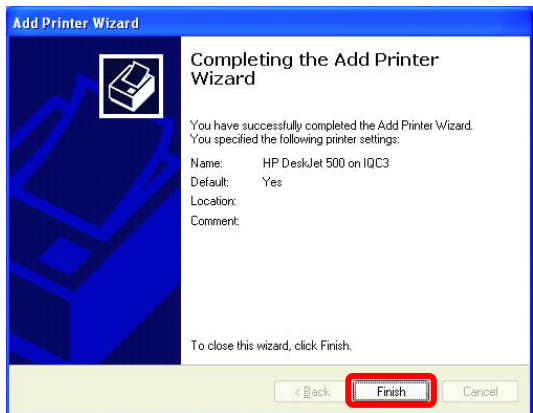 Add Printer Wizard
Completing the Add Printer
Wizard
You have successfully completed the Add Printer Wizard.
You specified the following printer settings:
Name: HP DeskJet 500 on IQC3
Default: Yes
Location:
Comment:
To close this wizard, click Finish.
< Back Finish Cancel